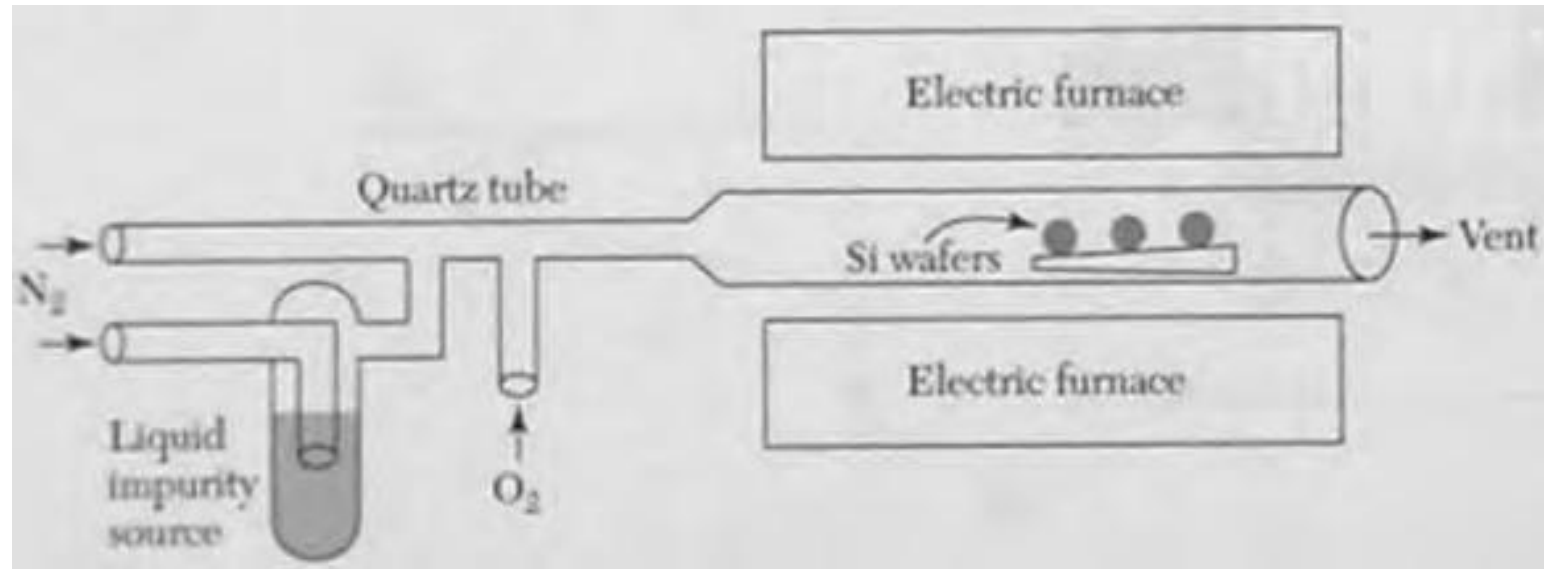 Electric furnace
Quartz tube
Si wafers
Vent
N₂
Electric furnace
Liquid
impurity
source
O₂